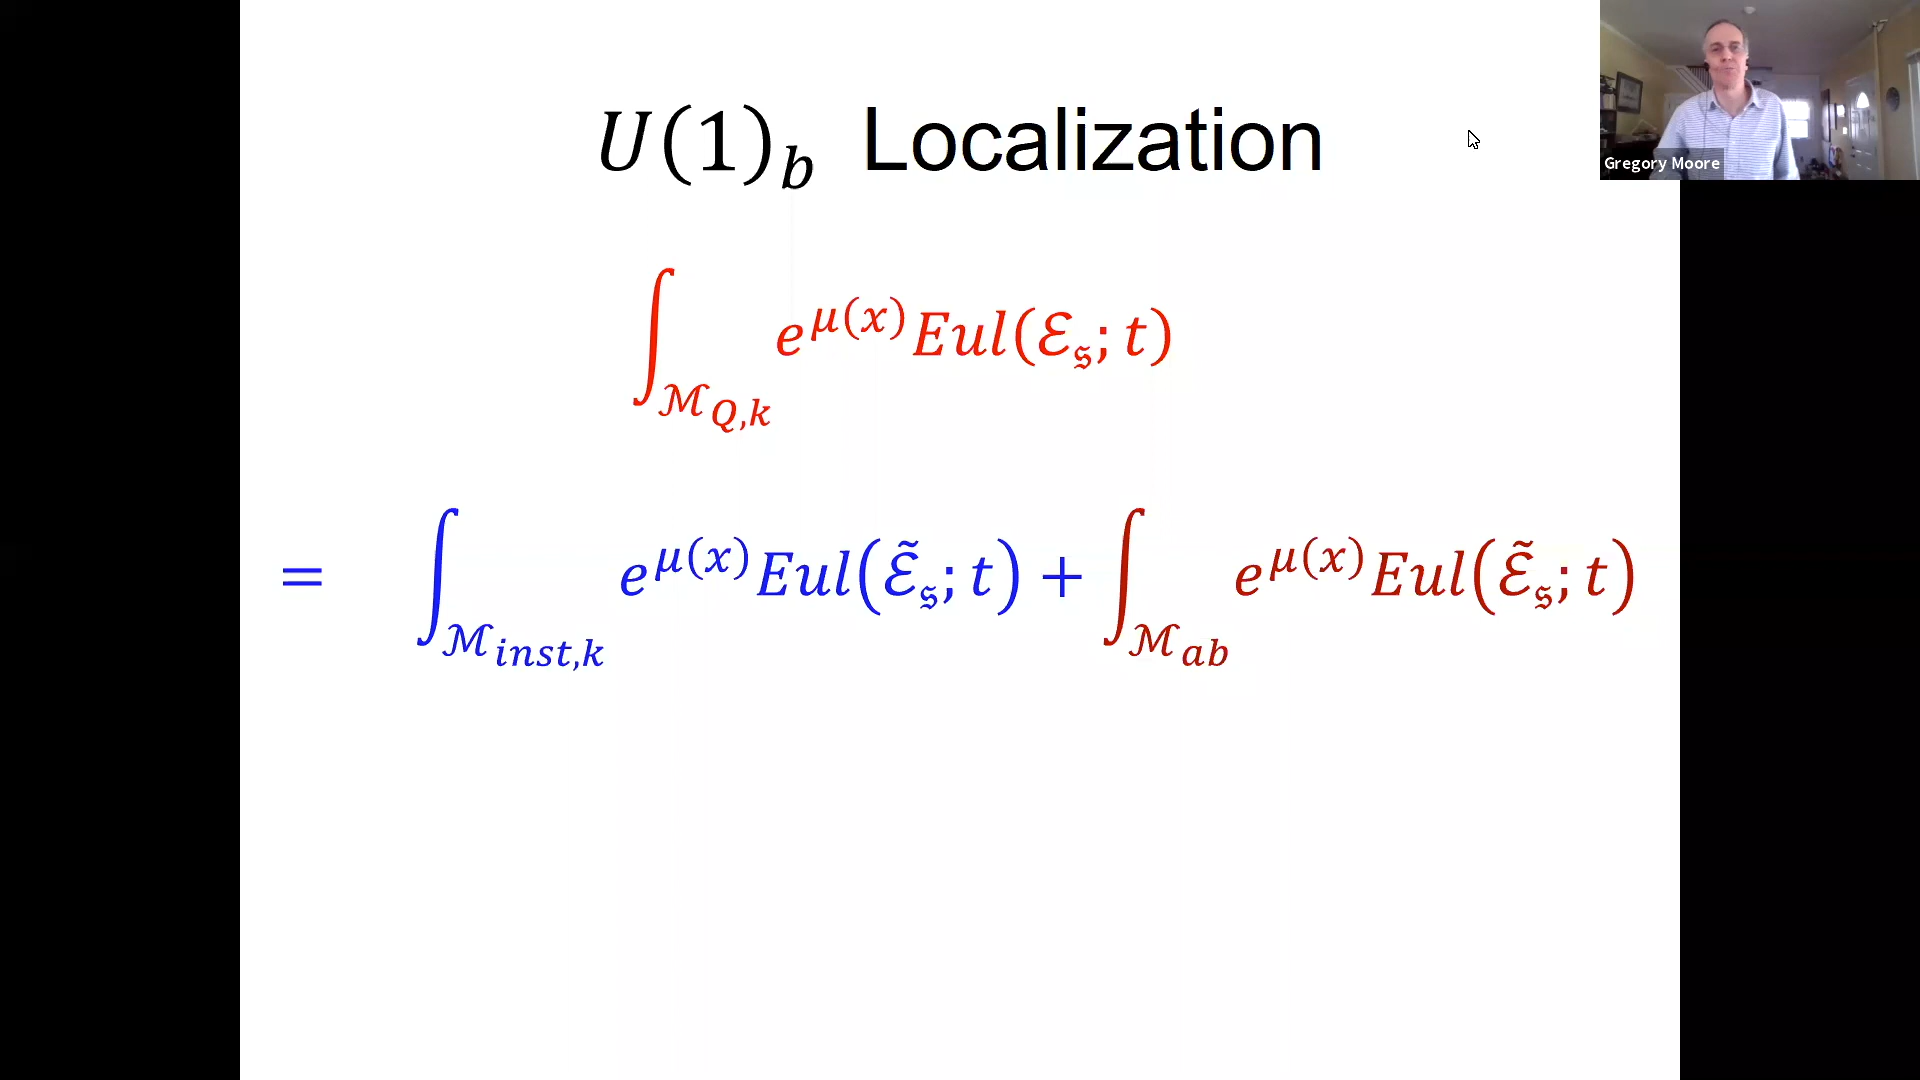 U(1)_b Localization
Gregory Moore
∫_{ℳ_{Q,k}} e^{μ(x)} Eul(ℰ_𝔰; t)
= ∫_{ℳ_{inst,k}} e^{μ(x)} Eul(ℰ̃_𝔰; t) + ∫_{ℳ_{ab}} e^{μ(x)} Eul(ℰ̃_𝔰; t)